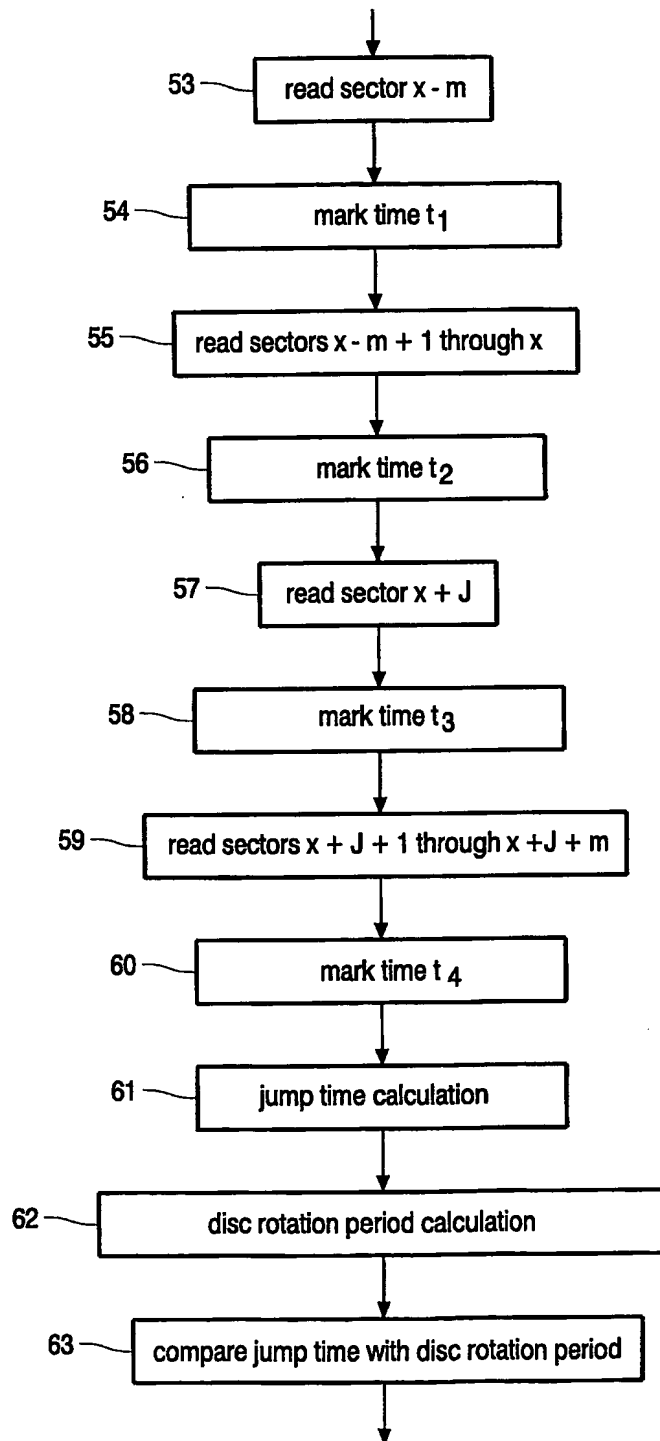 53 read sector x - m
54 mark time t1
55 read sectors x - m + 1 through x
56 mark time t2
57 read sector x + J
58 mark time t3
59 read sectors x + J + 1 through x +J + m
60 mark time t4
61 jump time calculation
62 disc rotation period calculation
63 compare jump time with disc rotation period